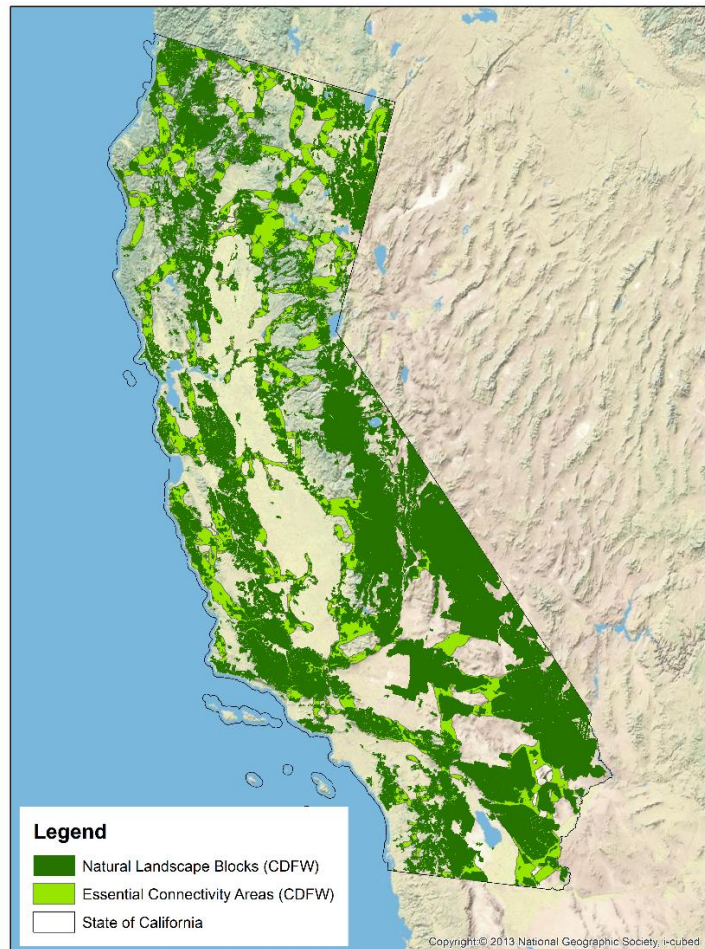 Legend
Natural Landscape Blocks (CDFW)
Essential Connectivity Areas (CDFW)
State of California
Copyright:© 2013 National Geographic Society, i-cubed